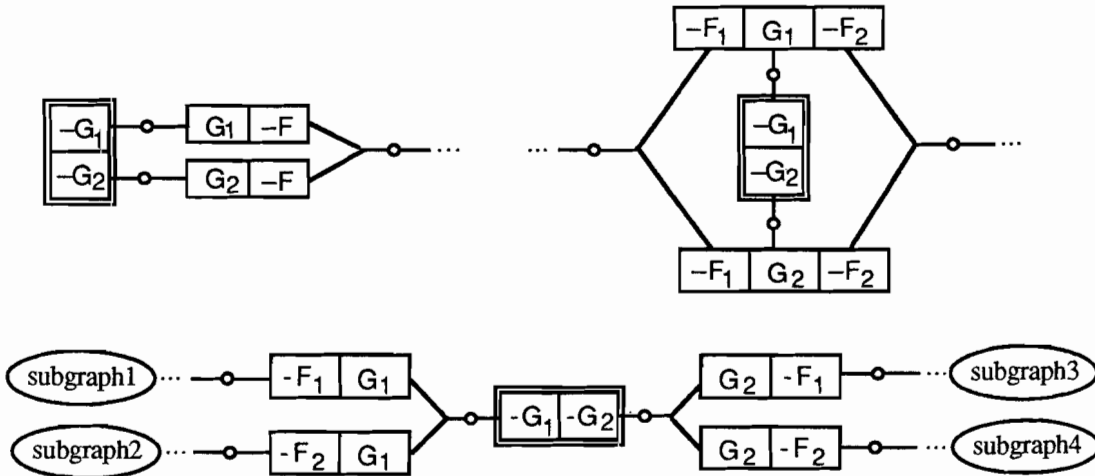 –F₁ G₁ –F₂
–G₁ G₁ –F
–G₂ G₂ –F ... ...
–G₁
–G₂
...
–F₁ G₂ –F₂
subgraph1 ... -F₁ G₁ G₂ -F₁ ... subgraph3
-G₁ -G₂
subgraph2 ... -F₂ G₁ G₂ -F₂ ... subgraph4